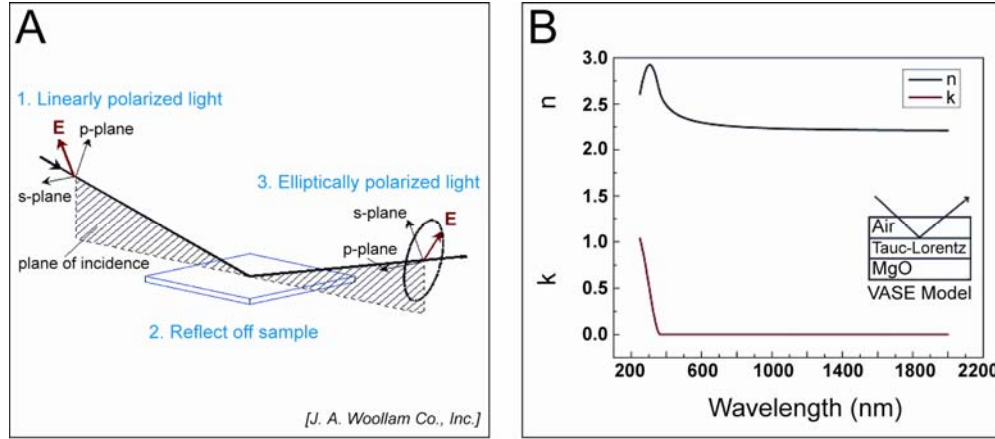 A
1. Linearly polarized light
E
p-plane
s-plane
plane of incidence
3. Elliptically polarized light
s-plane
E
p-plane
2. Reflect off sample
[J. A. Woollam Co., Inc.]
B
3.0
2.5
2.0
1.5
1.0
0.5
0.0
n
k
n
k
Air
Tauc-Lorentz
MgO
VASE Model
200 600 1000 1400 1800 2200
Wavelength (nm)